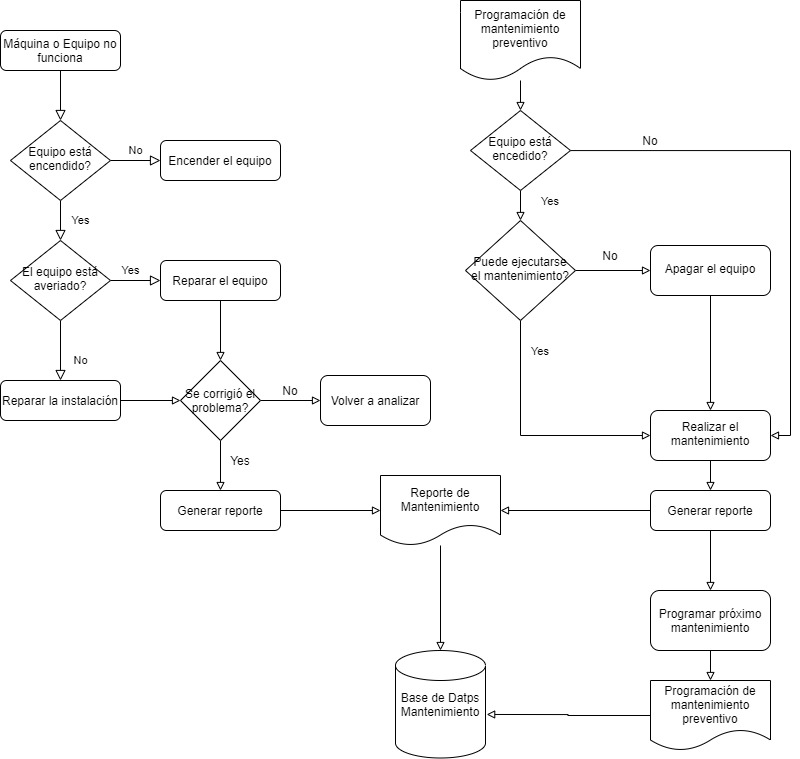 Máquina o Equipo no
funciona
Equipo está
encendido?
No
Encender el equipo
Yes
El equipo está
averiado?
Yes
Reparar el equipo
No
Reparar la instalación
Se corrigió el
problema?
No
Volver a analizar
Yes
Generar reporte
Reporte de
Mantenimiento
Base de Datps
Mantenimiento
Programación de
mantenimiento
preventivo
Equipo está
encedido?
No
Yes
Puede ejecutarse
el mantenimiento?
No
Apagar el equipo
Yes
Realizar el
mantenimiento
Generar reporte
Programar próximo
mantenimiento
Programación de
mantenimiento
preventivo